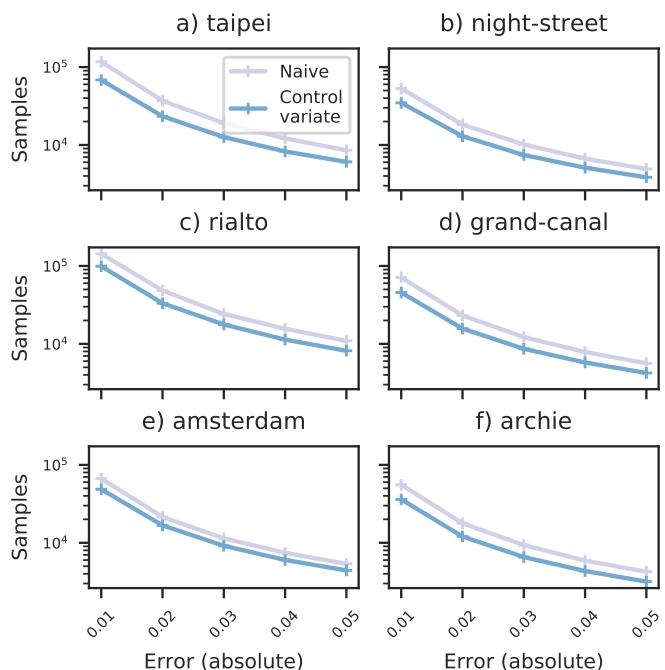 a) taipei
b) night-street
Samples
10⁵
10⁴
Naive
Control
variate
c) rialto
d) grand-canal
Samples
10⁵
10⁴
e) amsterdam
f) archie
Samples
10⁵
10⁴
0.01 0.02 0.03 0.04 0.05
0.01 0.02 0.03 0.04 0.05
Error (absolute)
Error (absolute)